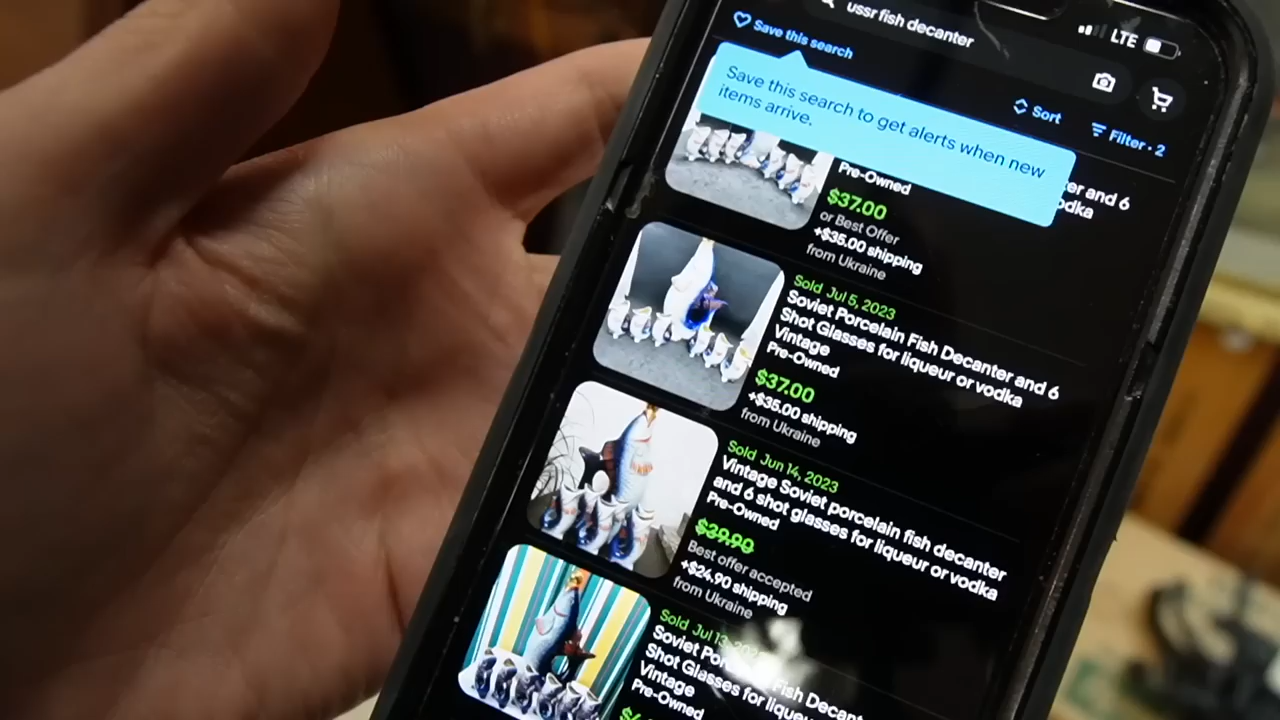 ussr fish decanter
LTE
Save this search
Save this search to get alerts when new
items arrive.
Sort
Filter • 2
and 6
Pre-Owned
$37.00
or Best Offer
+$35.00 shipping
from Ukraine
Sold Jul 5, 2023
Soviet Porcelain Fish Decanter and 6
Shot Glasses for liqueur or vodka
Vintage
Pre-Owned
$37.00
+$35.00 shipping
from Ukraine
Sold Jun 14, 2023
Vintage Soviet porcelain fish decanter
and 6 shot glasses for liqueur or vodka
Pre-Owned
$39.90
Best offer accepted
+$24.90 shipping
from Ukraine
Sold Jul 13,
Soviet Fish
Shot Glasses for
Vintage
Pre-Owned